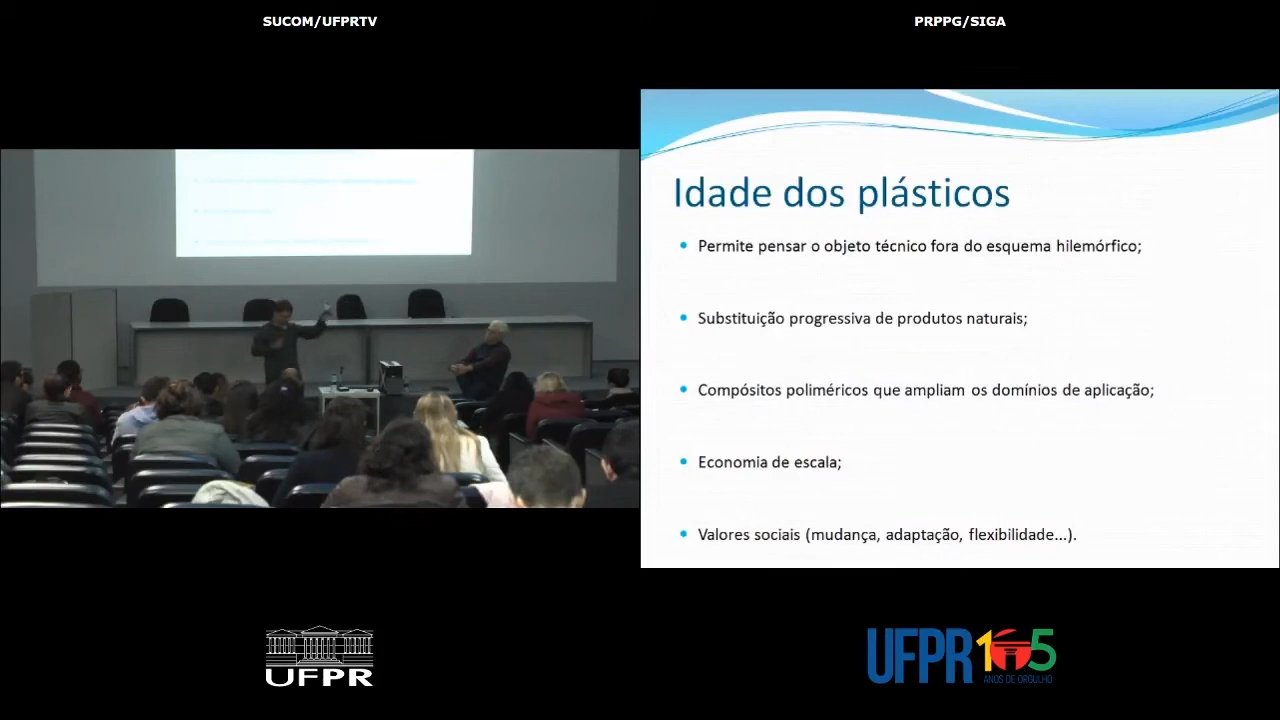 SUCOM/UFPRTV
PRPPG/SIGA
Idade dos plásticos
Permite pensar o objeto técnico fora do esquema hilemórfico;
Substituição progressiva de produtos naturais;
Compósitos poliméricos que ampliam os domínios de aplicação;
Economia de escala;
Valores sociais (mudança, adaptação, flexibilidade...).
UFPR
UFPR 105
ANOS DE ORGULHO